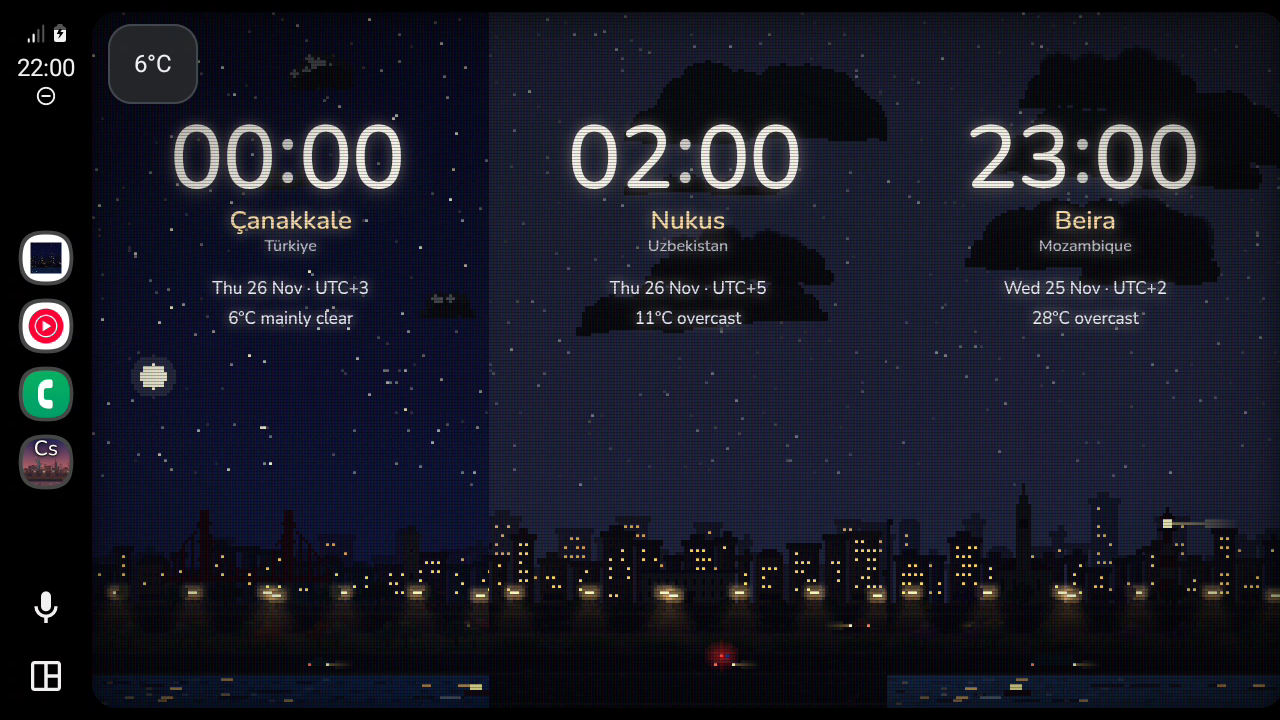 22:00
6°C
00:00
Çanakkale
Türkiye
Thu 26 Nov · UTC+3
6°C mainly clear
02:00
Nukus
Uzbekistan
Thu 26 Nov · UTC+5
11°C overcast
23:00
Beira
Mozambique
Wed 25 Nov · UTC+2
28°C overcast
Cs